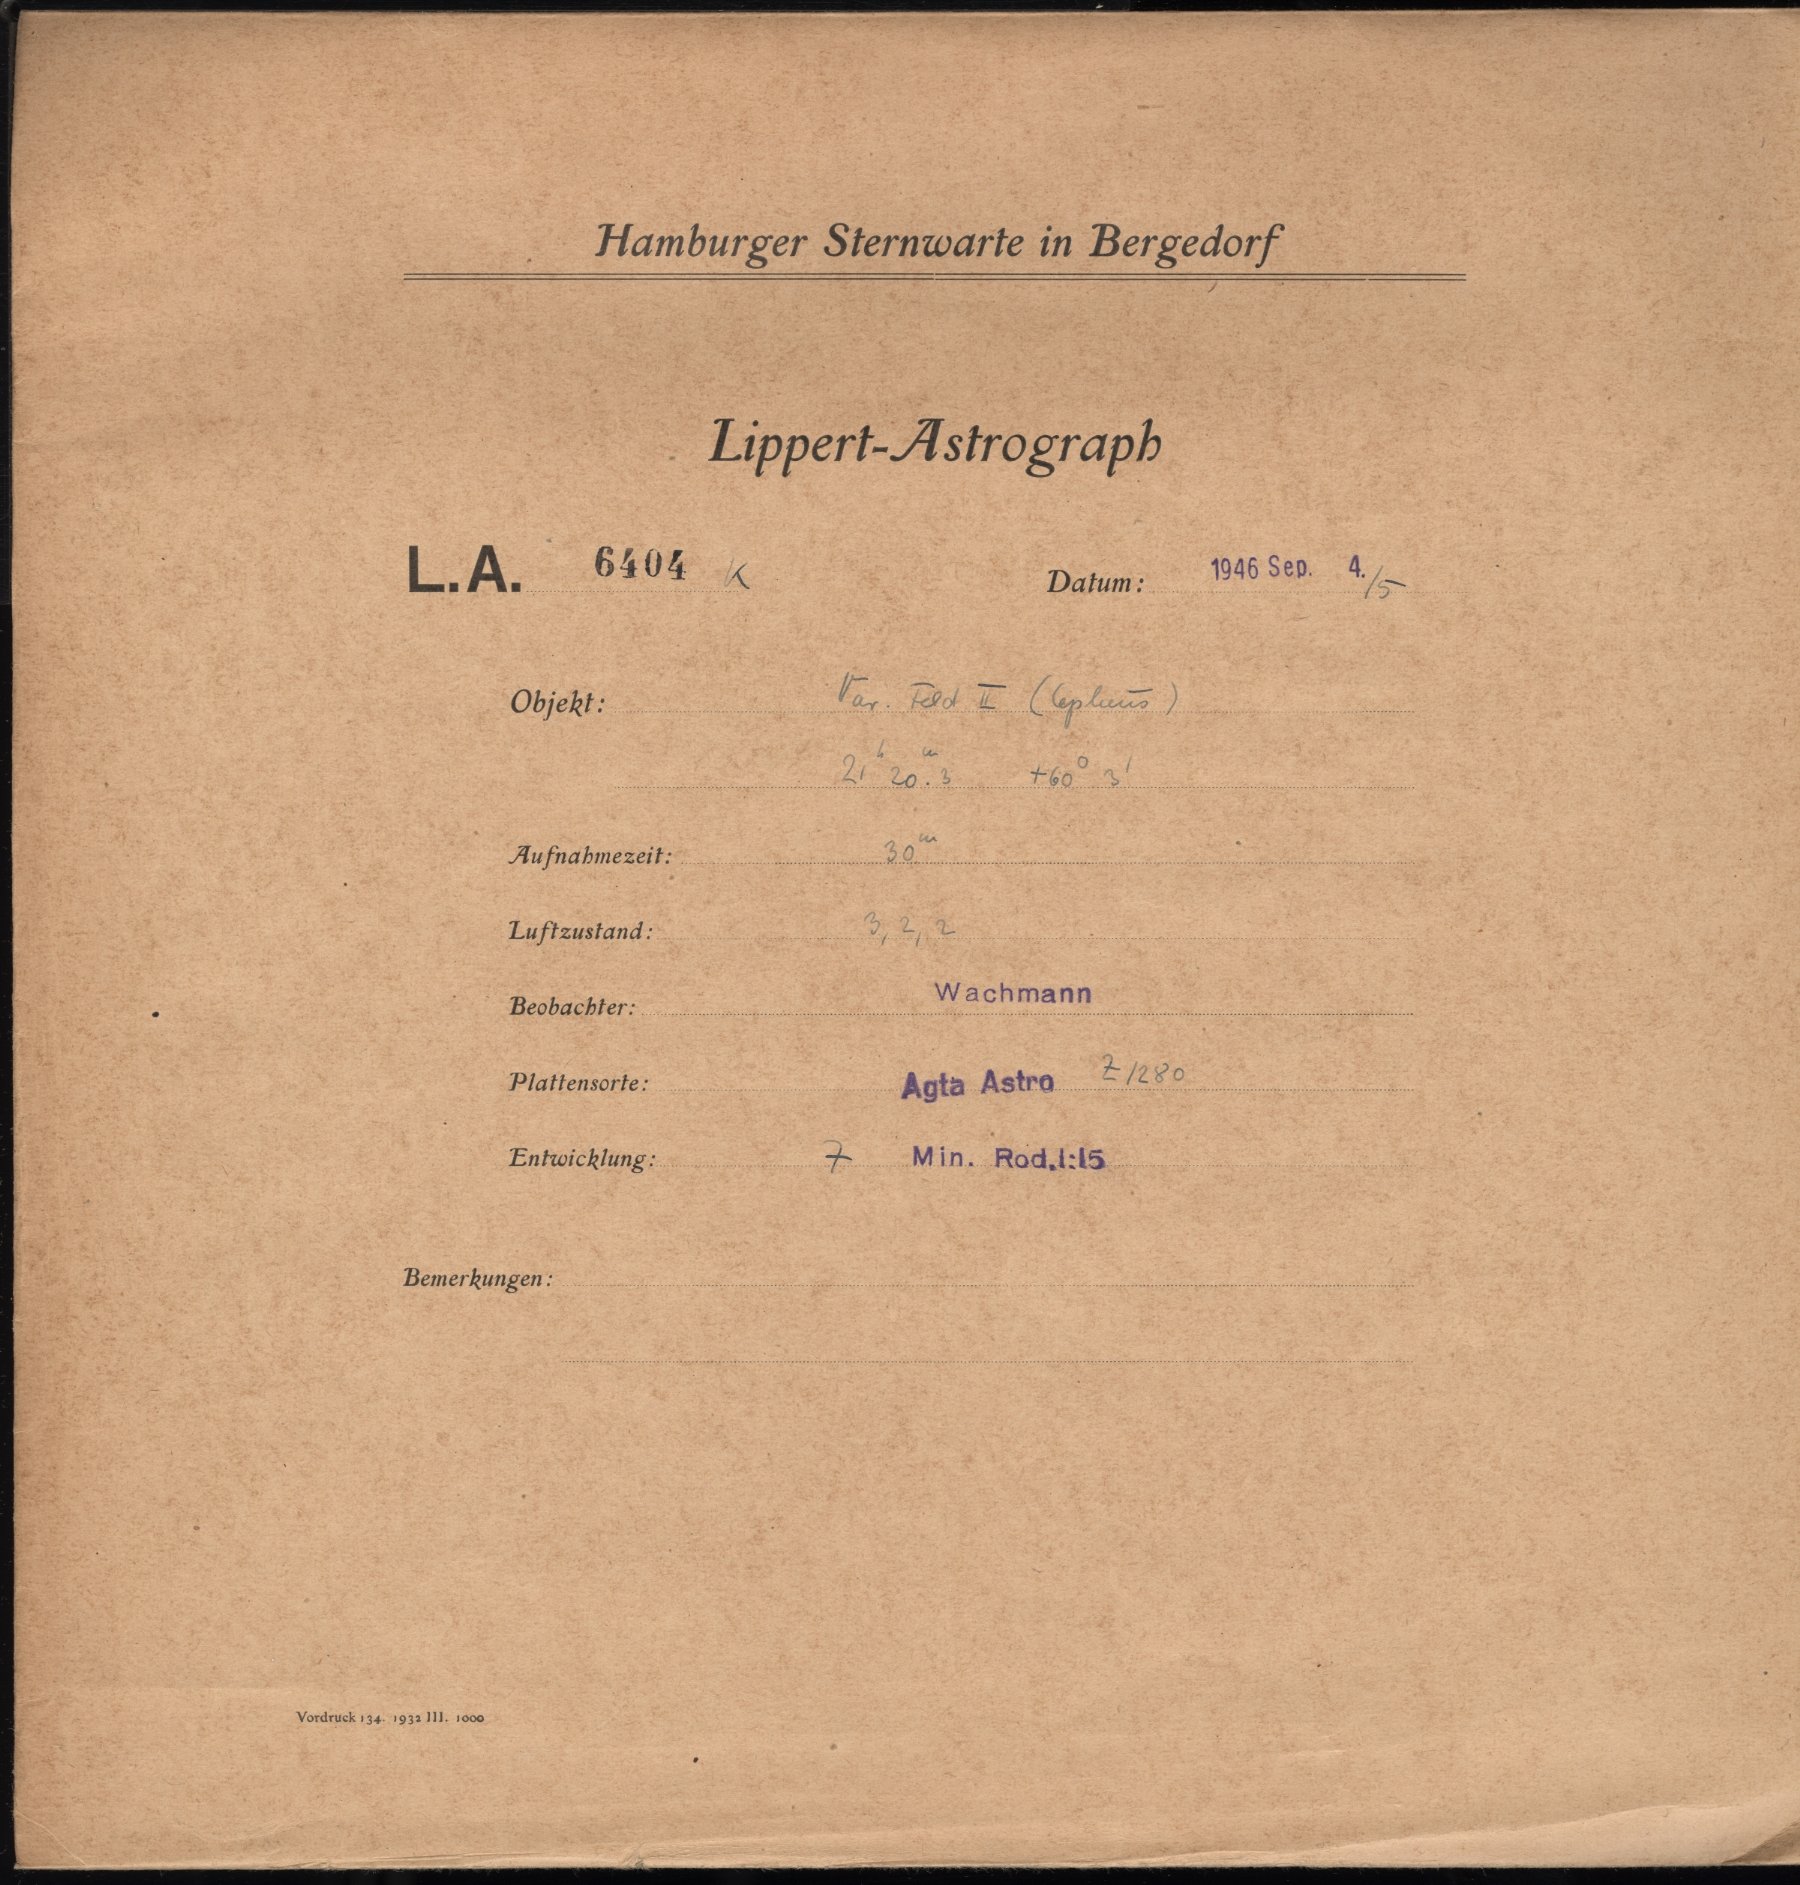 Hamburger Sternwarte in Bergedorf
Lippert-Astrograph
L.A. 6404 K Datum: 1946 Sep. 4./5
Objekt: Var. Feld II (Cepheus)
21h 20m.3 +60° 3'
Aufnahmezeit: 30m
Luftzustand: 3, 2, 2
Beobachter: Wachmann
Plattensorte: Agfa Astro Z1280
Entwicklung: 7 Min. Rod.1:15
Bemerkungen:
Vordruck 134. 1932 III. 1000